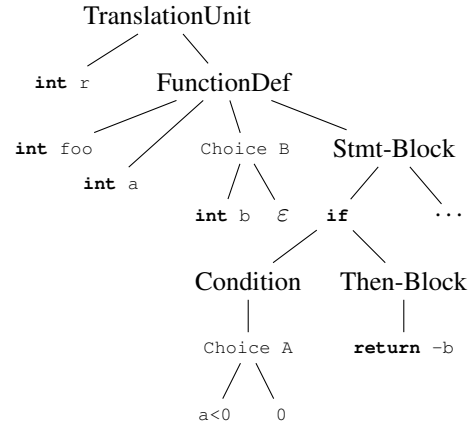 TranslationUnit
int r
FunctionDef
int foo
Choice B
Stmt-Block
int a
int b
ε
if
...
Condition
Then-Block
Choice A
return -b
a<0
0